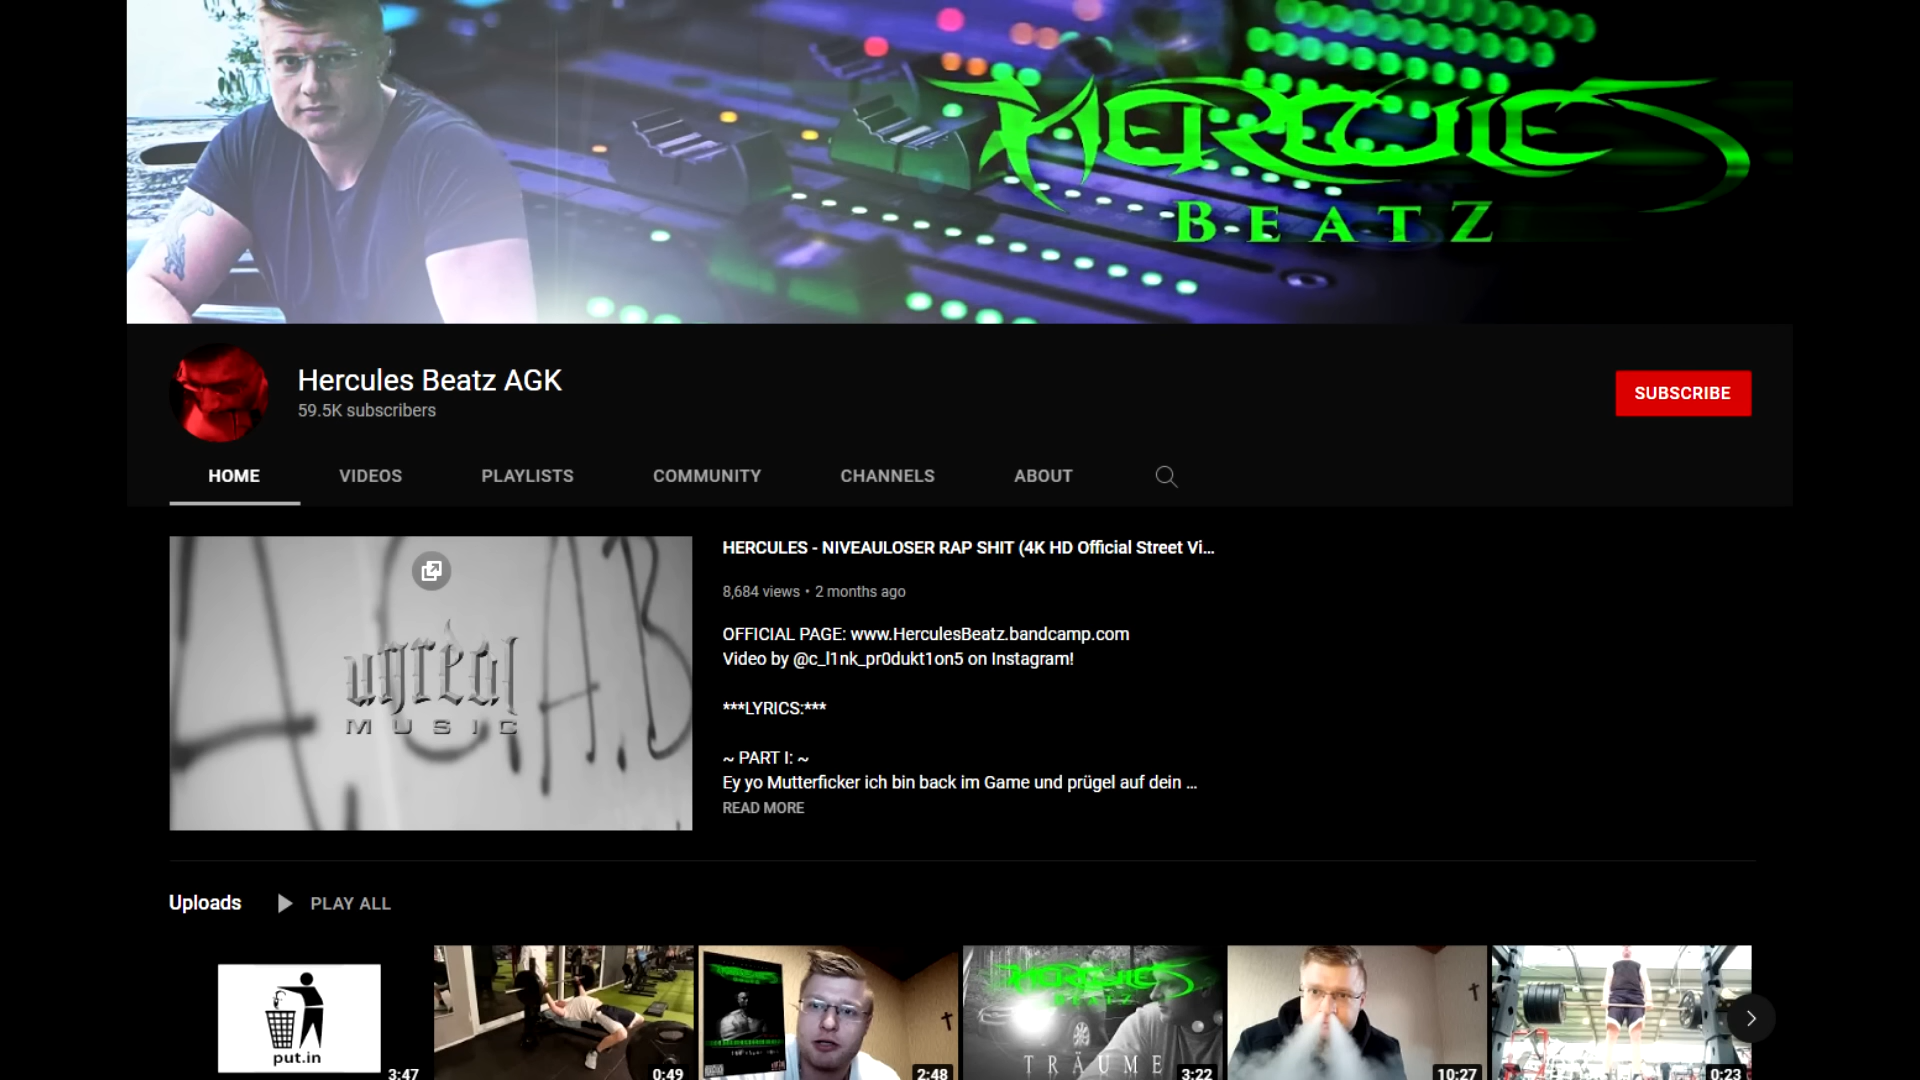 HERCULES
BEATZ
Hercules Beatz AGK
59.5K subscribers
SUBSCRIBE
HOME VIDEOS PLAYLISTS COMMUNITY CHANNELS ABOUT
A.C.A.B
unreal
MUSIC
HERCULES - NIVEAULOSER RAP SHIT (4K HD Official Street Vi...
8,684 views • 2 months ago
OFFICIAL PAGE: www.HerculesBeatz.bandcamp.com
Video by @c_l1nk_pr0dukt1on5 on Instagram!
***LYRICS:***
~ PART I: ~
Ey yo Mutterficker ich bin back im Game und prügel auf dein ...
READ MORE
Uploads PLAY ALL
put.in
HERCULES
BEATZ
TRÄUME
3:47 0:49 2:48 3:22 10:27 0:23